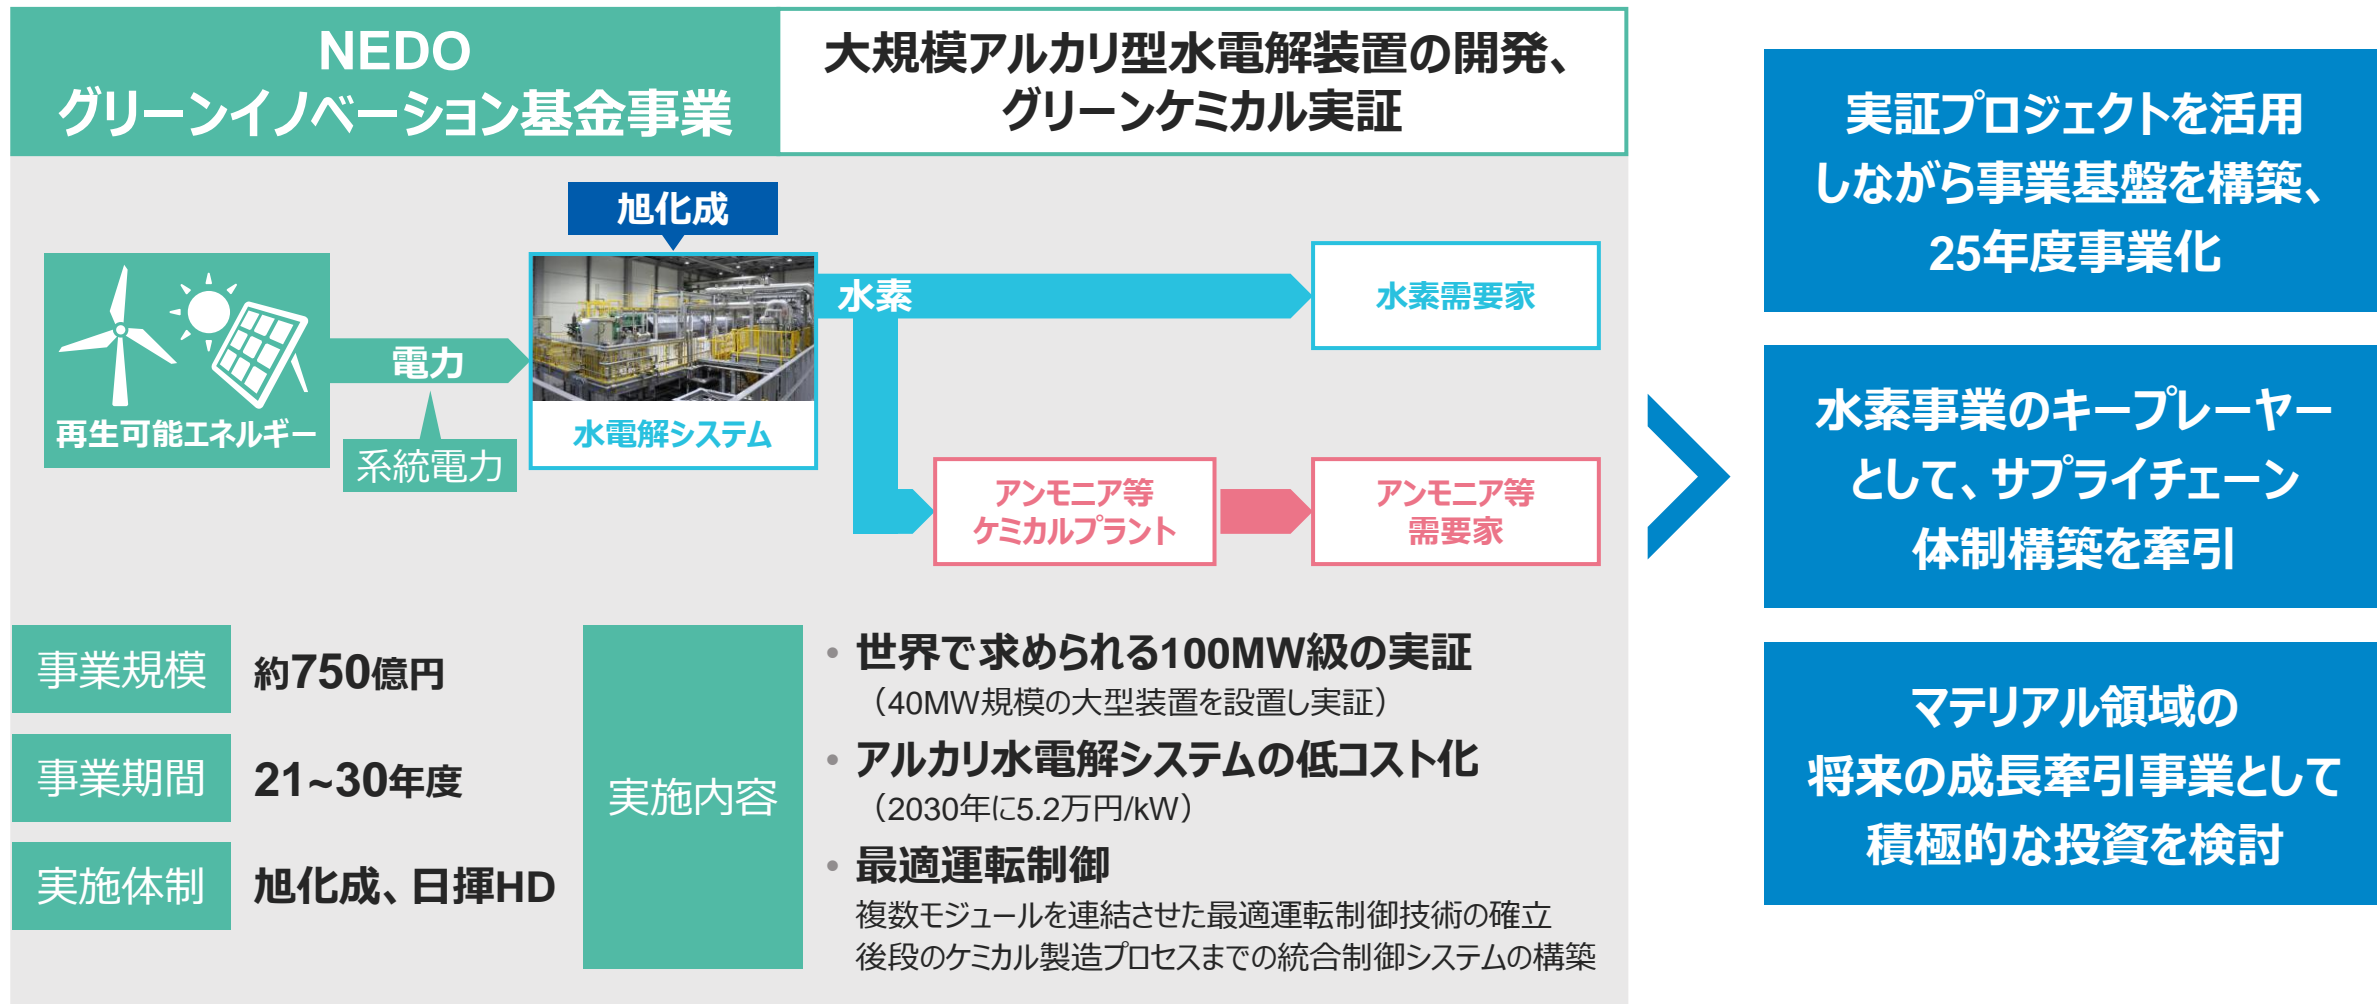 NEDO
グリーンイノベーション基金事業
大規模アルカリ型水電解装置の開発、
グリーンケミカル実証
旭化成
再生可能エネルギー
電力
系統電力
水電解システム
水素
水素需要家
アンモニア等
ケミカルプラント
アンモニア等
需要家
事業規模
約750億円
事業期間
21~30年度
実施体制
旭化成、日揮HD
実施内容
• 世界で求められる100MW級の実証
（40MW規模の大型装置を設置し実証）
• アルカリ水電解システムの低コスト化
（2030年に5.2万円/kW）
• 最適運転制御
複数モジュールを連結させた最適運転制御技術の確立
後段のケミカル製造プロセスまでの統合制御システムの構築
実証プロジェクトを活用
しながら事業基盤を構築、
25年度事業化
水素事業のキープレーヤー
として、サプライチェーン
体制構築を牽引
マテリアル領域の
将来の成長牽引事業として
積極的な投資を検討